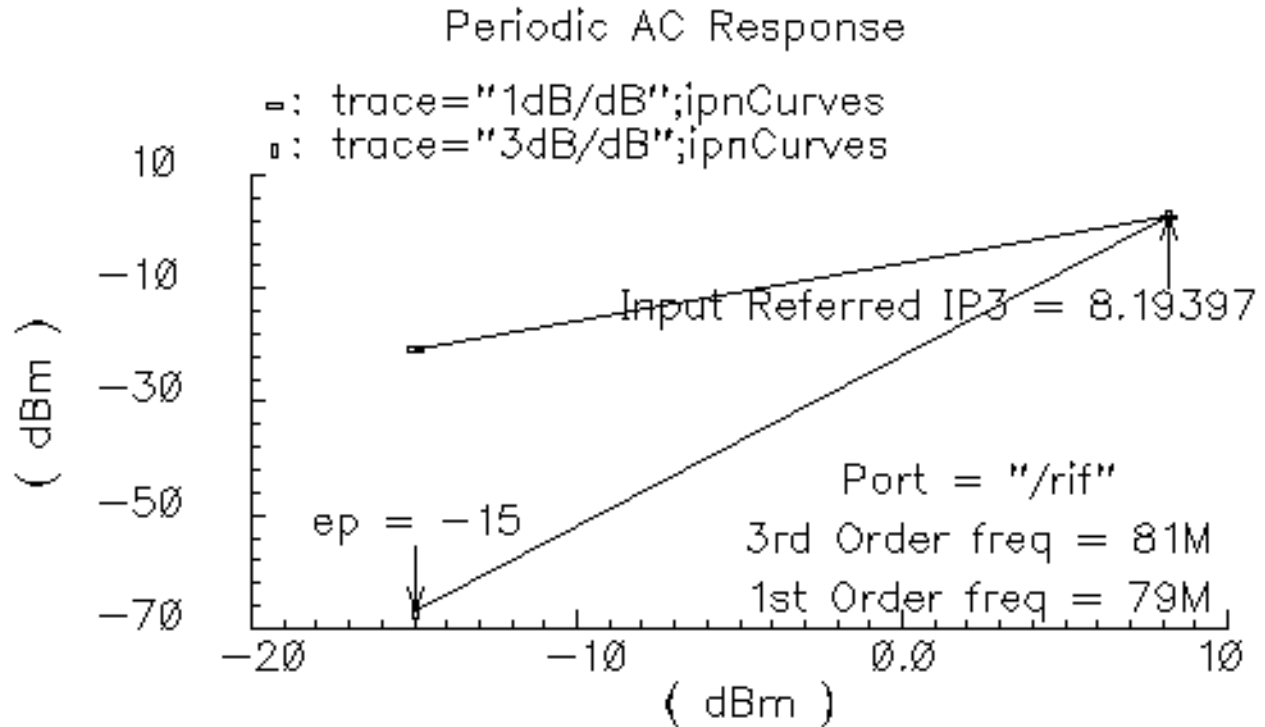 Periodic AC Response
-: trace="1dB/dB";ipnCurves
▯: trace="3dB/dB";ipnCurves
10
-10
-30
-50
-70
( dBm )
Input Referred IP3 = 8.19397
ep = -15
Port = "/rif"
3rd Order freq = 81M
1st Order freq = 79M
-20
-10
0.0
10
( dBm )